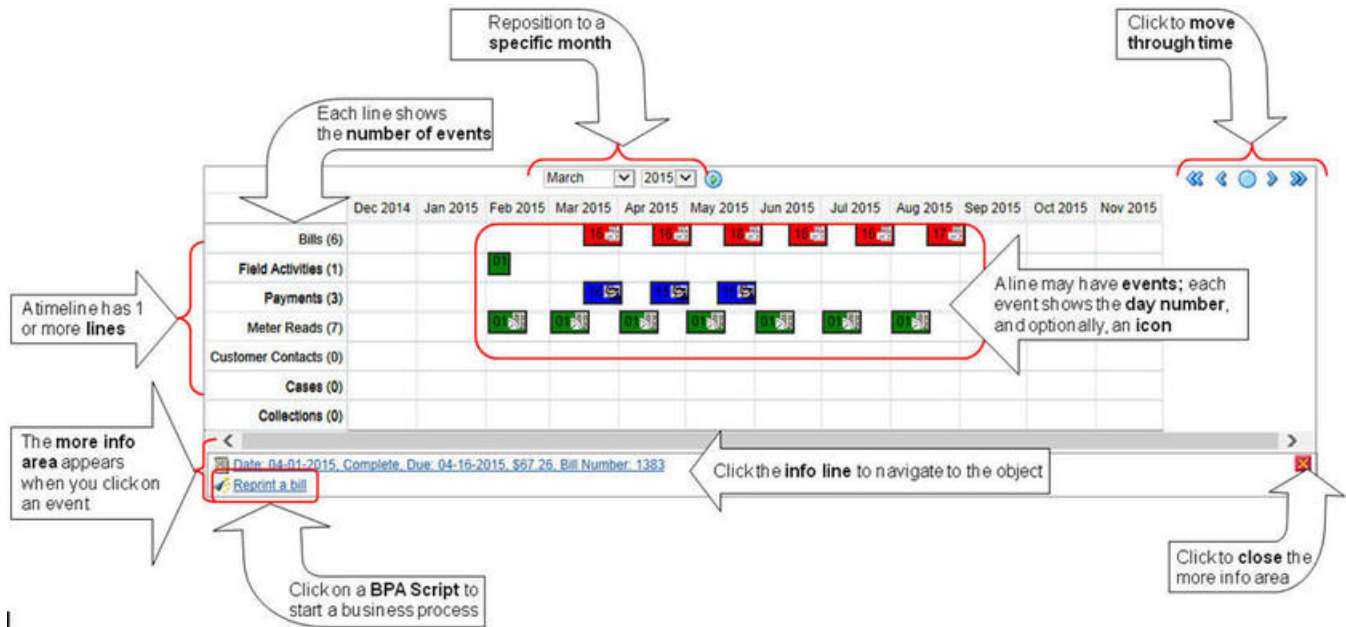 Reposition to a
specific month
Click to move
through time
Each line shows
the number of events
March 2015
Dec 2014 Jan 2015 Feb 2015 Mar 2015 Apr 2015 May 2015 Jun 2015 Jul 2015 Aug 2015 Sep 2015 Oct 2015 Nov 2015
Bills (6) 16 16 18 16 16 17
Field Activities (1) 01
Payments (3) 15
Meter Reads (7) 01 01 01 01 01 01 01
Customer Contacts (0)
Cases (0)
Collections (0)
A timeline has 1
or more lines
A line may have events; each
event shows the day number,
and optionally, an icon
The more info
area appears
when you click on
an event
Date: 04-01-2015, Complete, Due: 04-16-2015, $67.26, Bill Number: 1383
Reprint a bill
Click the info line to navigate to the object
Click to close the
more info area
Click on a BPA Script to
start a business process